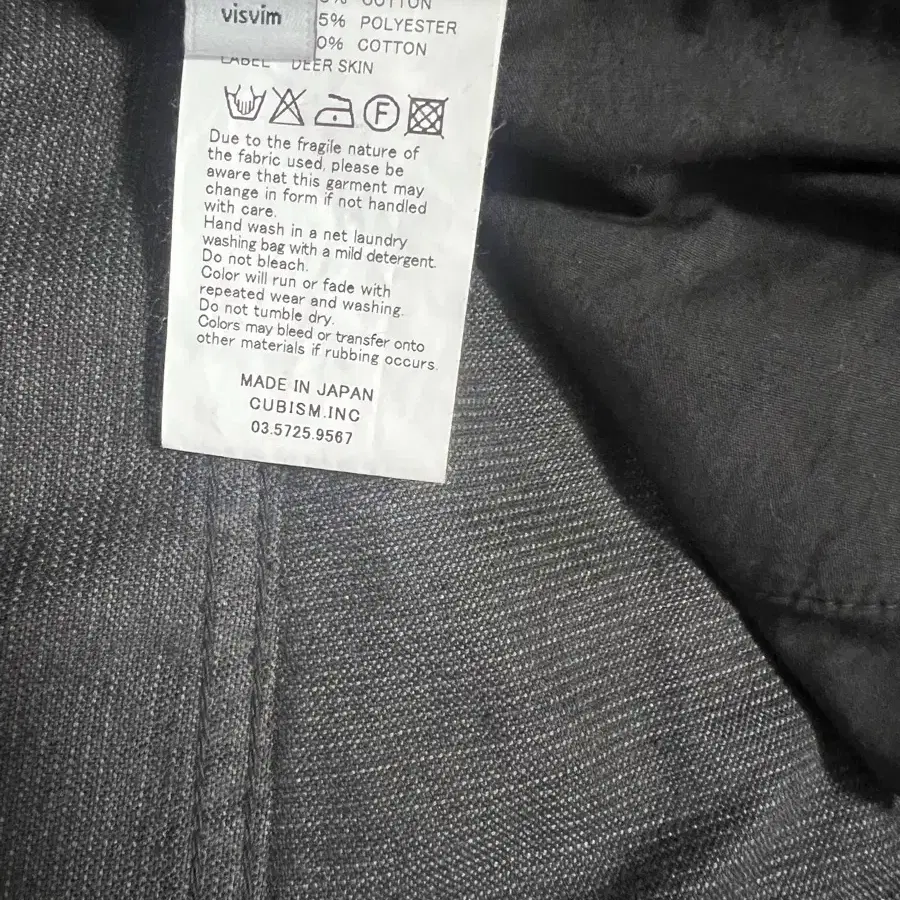 visvim
COTTON
5% POLYESTER
0% COTTON
LABEL DEER SKIN
F
Due to the fragile nature of
the fabric used, please be
aware that this garment may
change in form if not handled
with care.
Hand wash in a net laundry
washing bag with a mild detergent.
Do not bleach.
Color will run or fade with
repeated wear and washing.
Do not tumble dry.
Colors may bleed or transfer onto
other materials if rubbing occurs.
MADE IN JAPAN
CUBISM.INC
03.5725.9567